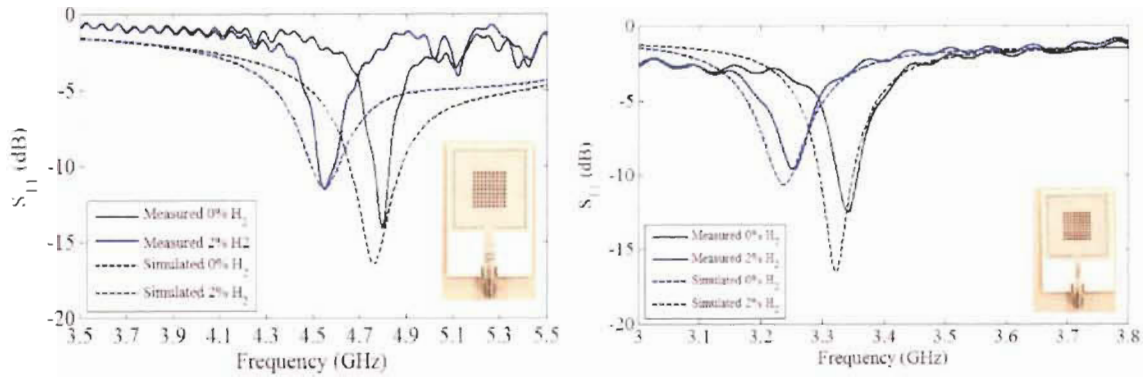 0
-5
-10
-15
-20
S11 (dB)
Measured 0% H2
Measured 2% H2
Simulated 0% H2
Simulated 2% H2
3.5 3.7 3.9 4.1 4.3 4.5 4.7 4.9 5.1 5.3 5.5
Frequency (GHz)
0
-5
-10
-15
-20
S11 (dB)
Measured 0% H2
Measured 2% H2
Simulated 0% H2
Simulated 2% H2
3 3.1 3.2 3.3 3.4 3.5 3.6 3.7 3.8
Frequency (GHz)